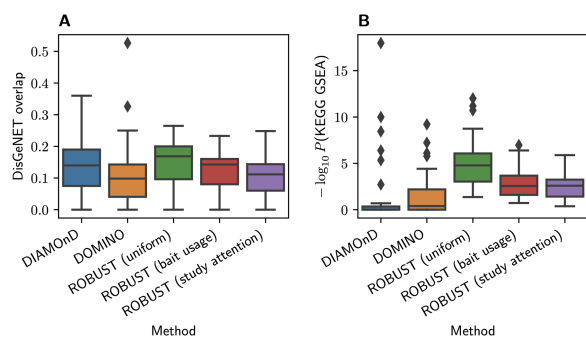 A
DisGENET overlap
0.5
0.4
0.3
0.2
0.1
0.0
DIAMOnD
DOMINO
ROBUST (uniform)
ROBUST (bait usage)
ROBUST (study attention)
Method
B
−log₁₀ P(KEGG GSEA)
15
10
5
0
DIAMOnD
DOMINO
ROBUST (uniform)
ROBUST (bait usage)
ROBUST (study attention)
Method